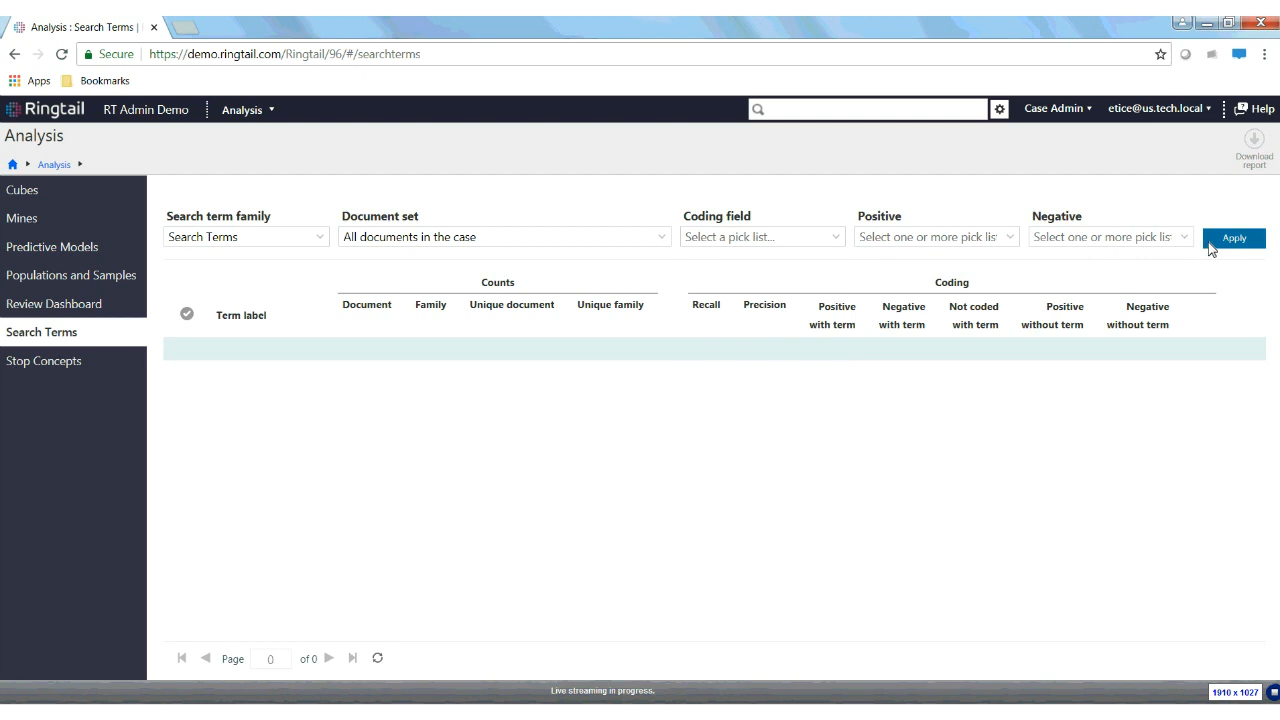 Analysis : Search Terms |
Secure https://demo.ringtail.com/Ringtail/96/#/searchterms
Apps Bookmarks
Ringtail RT Admin Demo Analysis Case Admin etice@us.tech.local Help
Analysis
Analysis
Download
report
Cubes
Mines
Predictive Models
Populations and Samples
Review Dashboard
Search Terms
Stop Concepts
Search term family Document set Coding field Positive Negative
Search Terms All documents in the case Select a pick list... Select one or more pick lis Select one or more pick lis Apply
Counts Coding
Term label Document Family Unique document Unique family Recall Precision Positive Negative Not coded Positive Negative
with term with term with term without term without term
Page 0 of 0
Live streaming in progress.
1910 x 1027